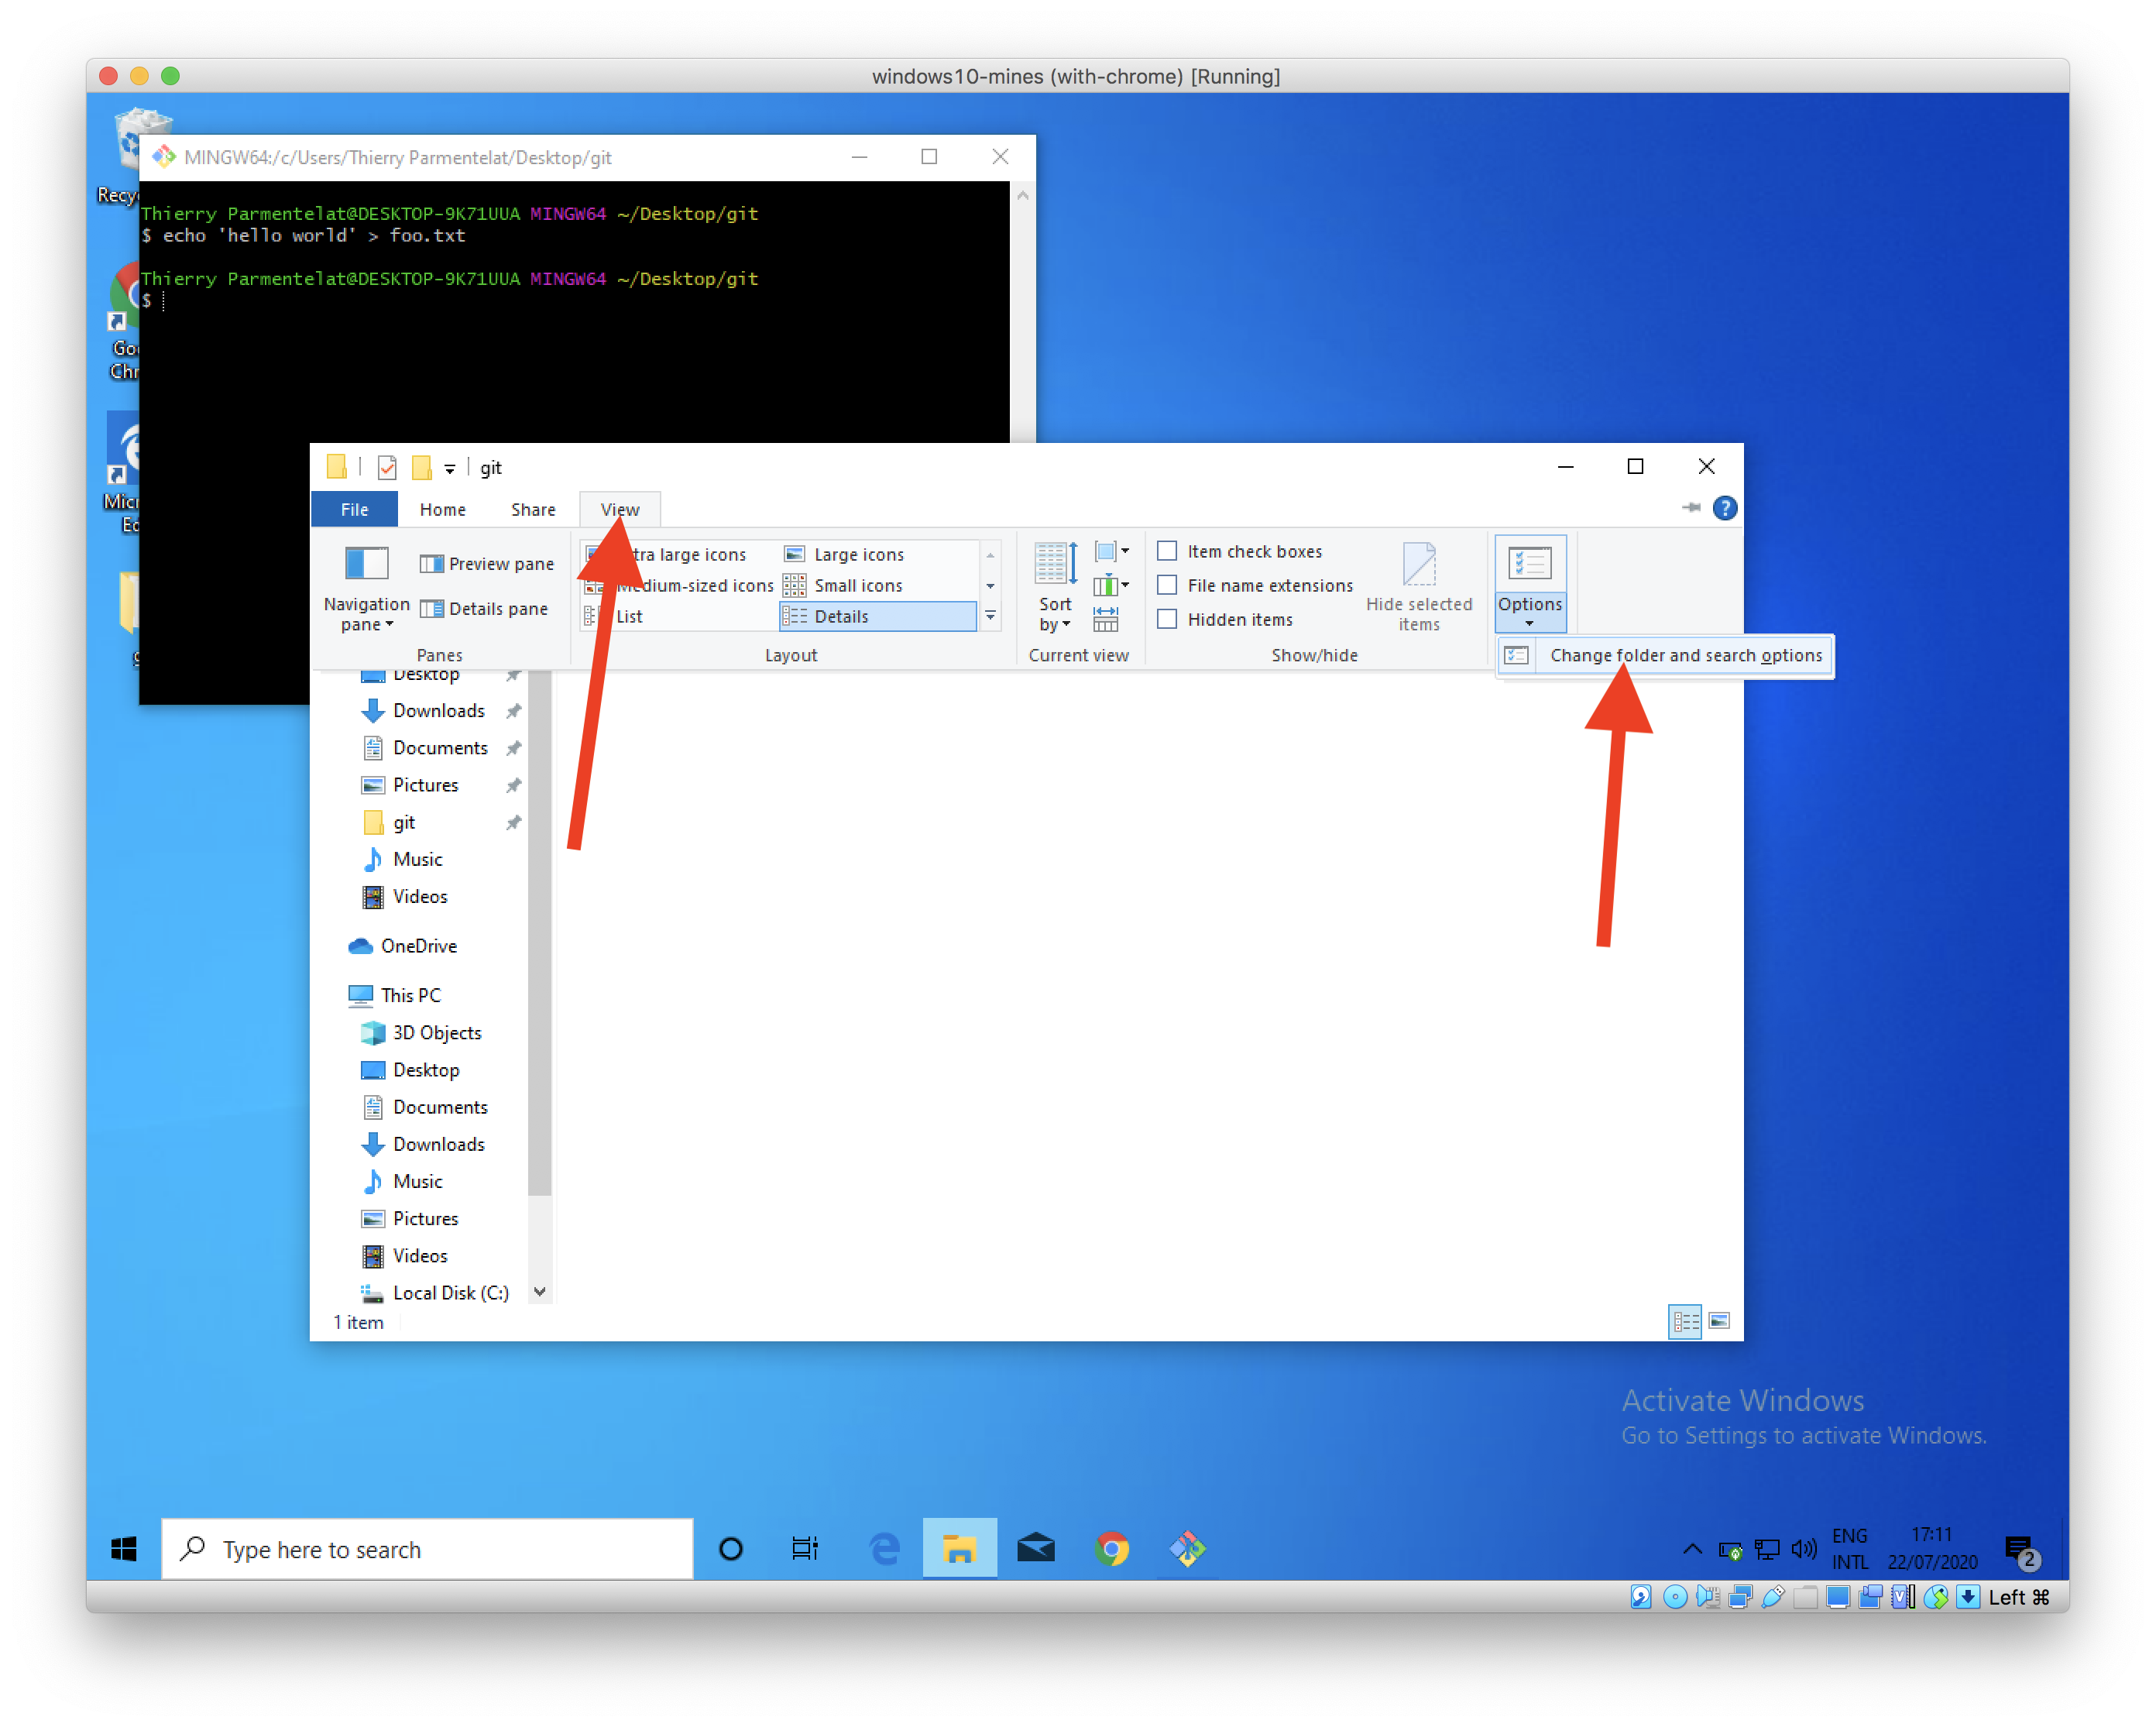 windows10-mines (with-chrome) [Running]
Recy
MINGW64:/c/Users/Thierry Parmentelat/Desktop/git
Thierry Parmentelat@DESKTOP-9K71UUA MINGW64 ~/Desktop/git
$ echo 'hello world' > foo.txt
Thierry Parmentelat@DESKTOP-9K71UUA MINGW64 ~/Desktop/git
$
Goo
Chr
Micr
Ed
g
git
File Home Share View
Navigation pane
Preview pane
Details pane
Panes
tra large icons Large icons
Medium-sized icons Small icons
List Details
Layout
Sort by
Current view
Item check boxes
File name extensions
Hidden items
Hide selected items
Show/hide
Options
Change folder and search options
Desktop
Downloads
Documents
Pictures
git
Music
Videos
OneDrive
This PC
3D Objects
Desktop
Documents
Downloads
Music
Pictures
Videos
Local Disk (C:)
1 item
Activate Windows
Go to Settings to activate Windows.
Type here to search
ENG
INTL
17:11
22/07/2020
2
Left ⌘